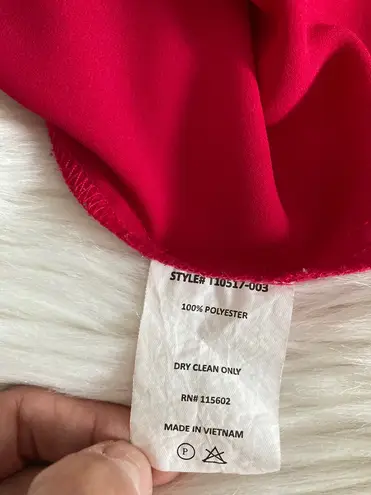 STYLE# T10517-003
100% POLYESTER
DRY CLEAN ONLY
RN# 115602
MADE IN VIETNAM
P